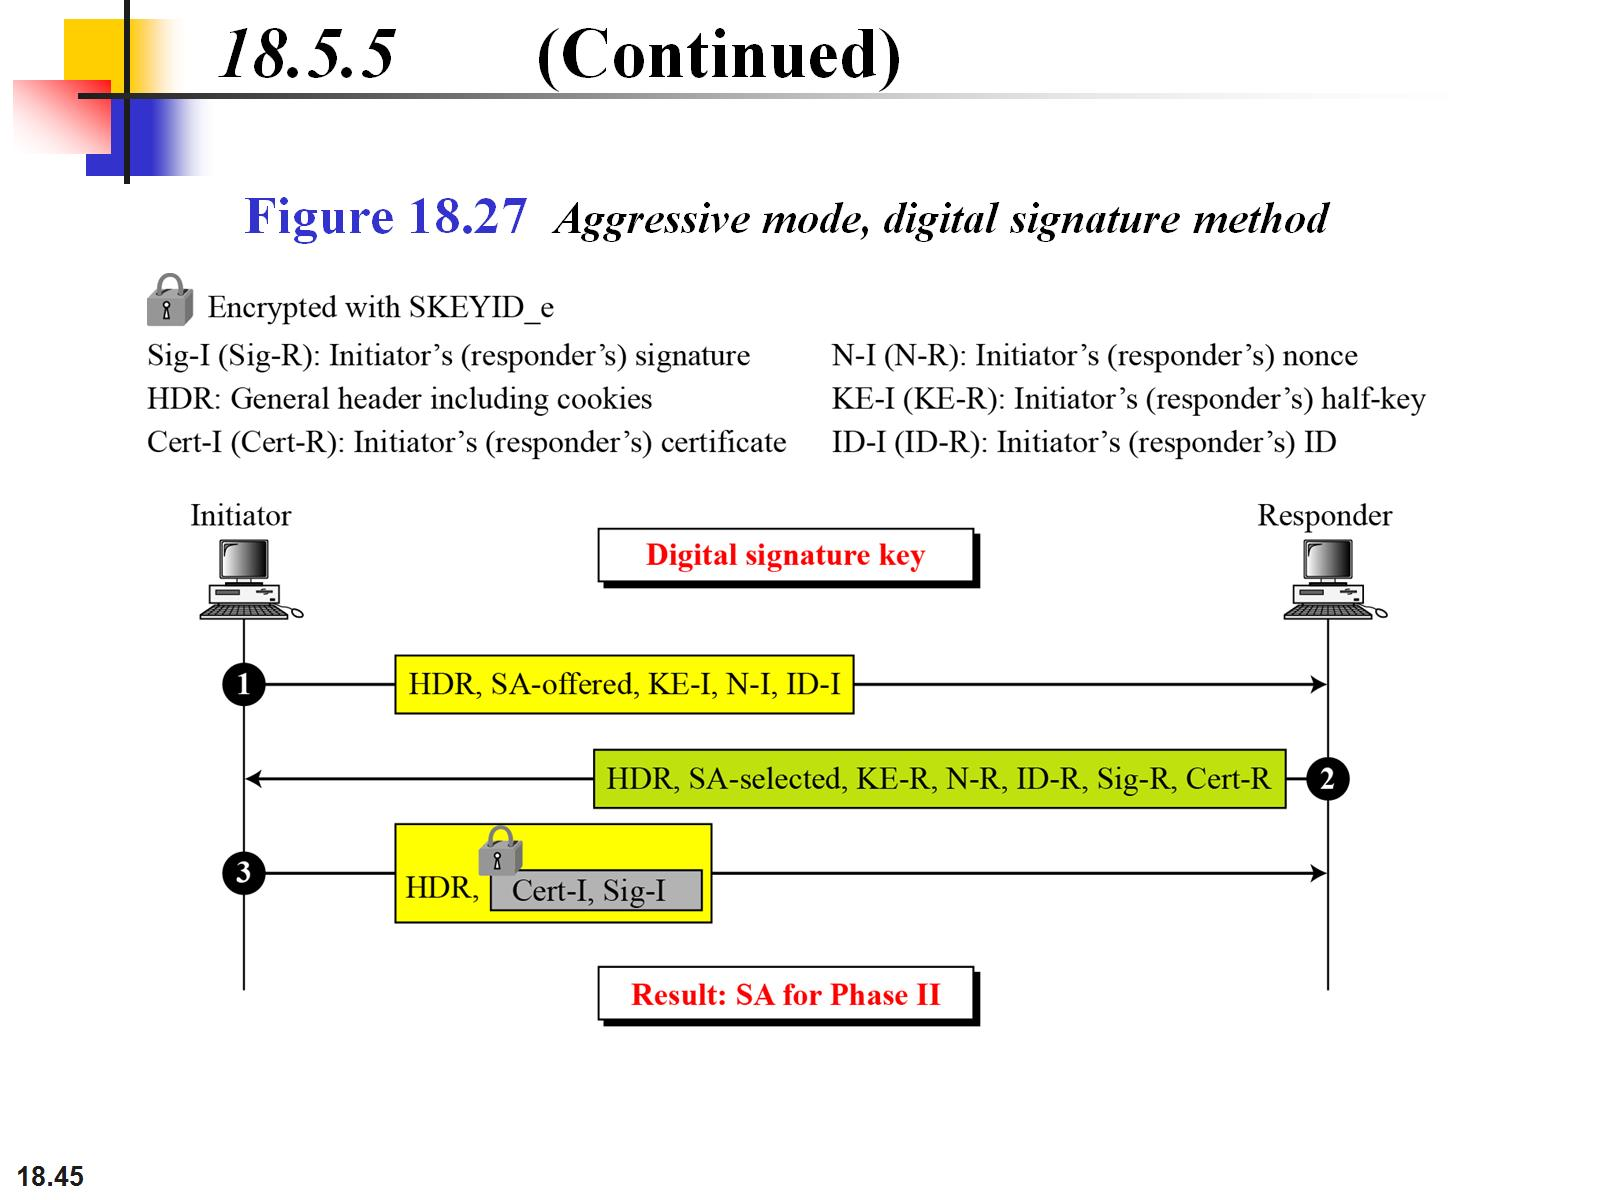 18.5.5 (Continued)
Figure 18.27 Aggressive mode, digital signature method
Encrypted with SKEYID_e
Sig-I (Sig-R): Initiator’s (responder’s) signature
HDR: General header including cookies
Cert-I (Cert-R): Initiator’s (responder’s) certificate
N-I (N-R): Initiator’s (responder’s) nonce
KE-I (KE-R): Initiator’s (responder’s) half-key
ID-I (ID-R): Initiator’s (responder’s) ID
Initiator
Responder
Digital signature key
1
HDR, SA-offered, KE-I, N-I, ID-I
HDR, SA-selected, KE-R, N-R, ID-R, Sig-R, Cert-R
2
3
HDR, Cert-I, Sig-I
Result: SA for Phase II
18.45